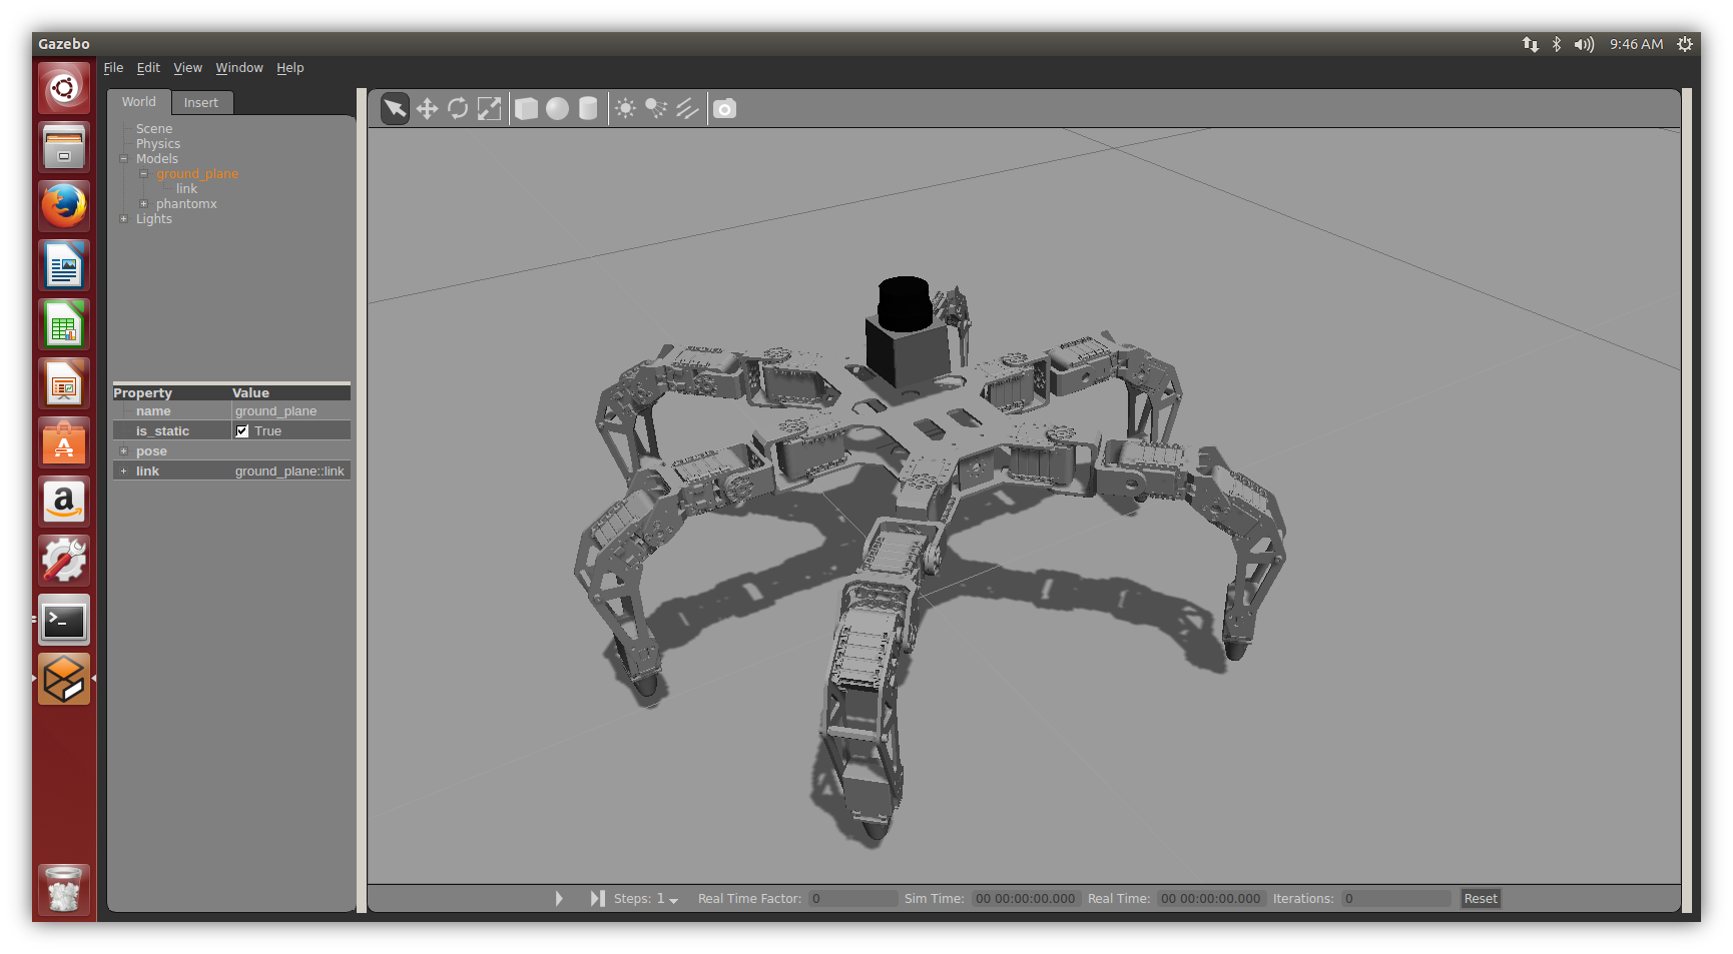 Gazebo
9:46 AM
File Edit View Window Help
World Insert
Scene
Physics
Models
ground_plane
link
phantomx
Lights
Property Value
name ground_plane
is_static True
pose
link ground_plane::link
Steps: 1 Real Time Factor: 0 Sim Time: 00 00:00:00.000 Real Time: 00 00:00:00.000 Iterations: 0 Reset